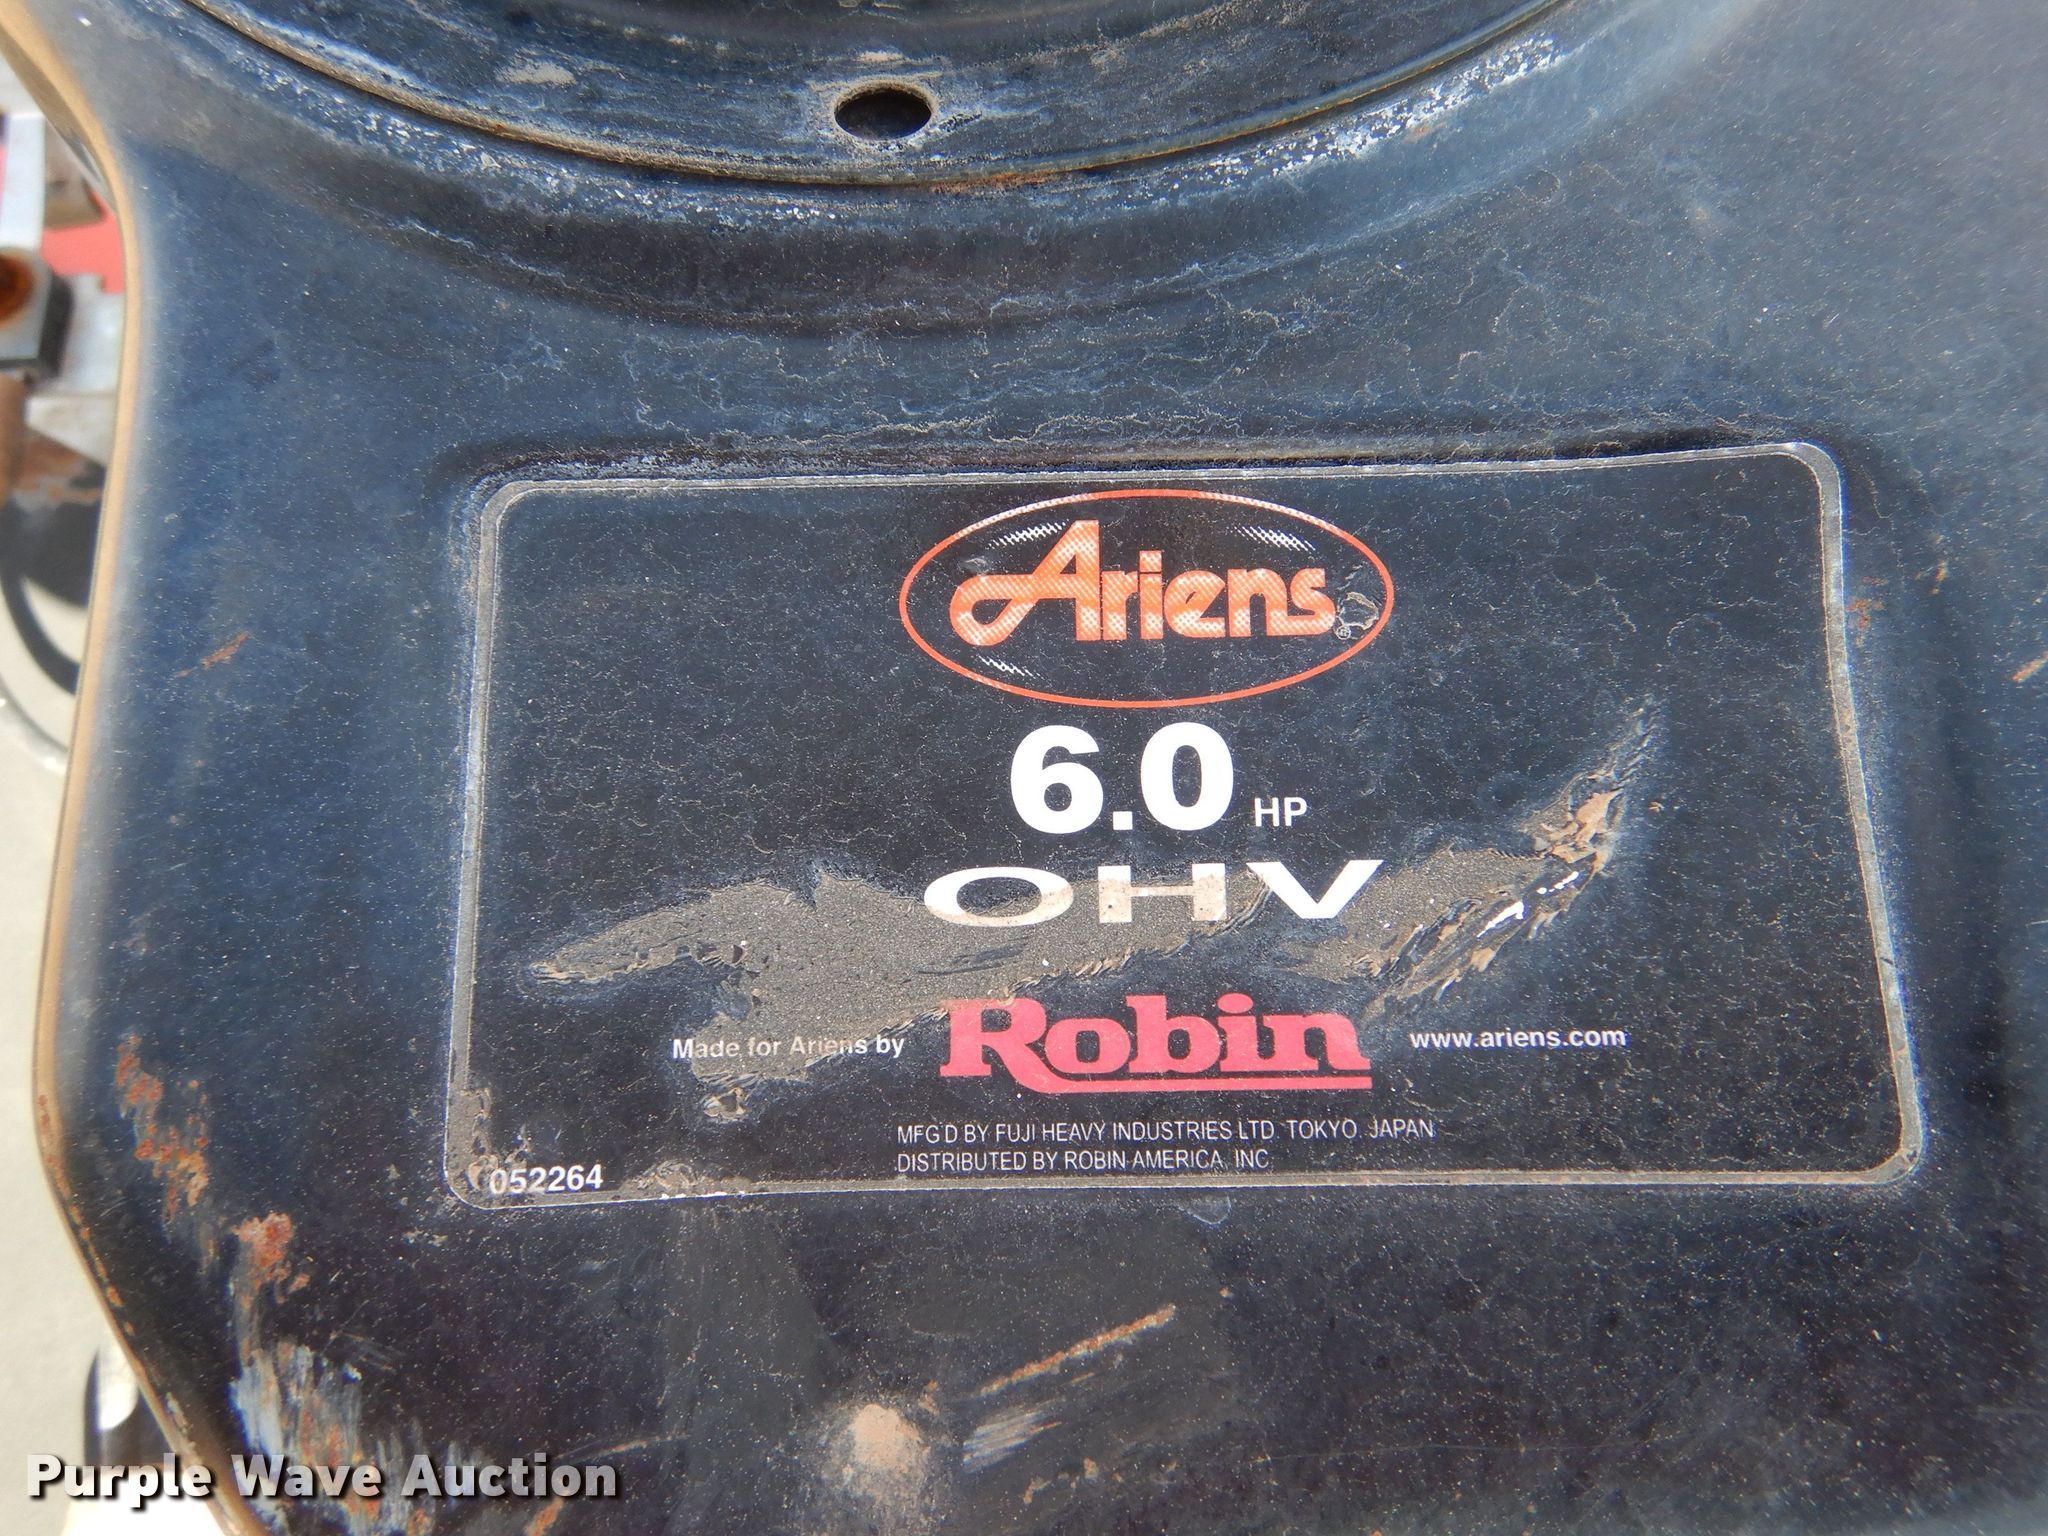 Ariens®
6.0 HP
OHV
Made for Ariens by Robin www.ariens.com
MFG'D BY FUJI HEAVY INDUSTRIES LTD. TOKYO. JAPAN
DISTRIBUTED BY ROBIN AMERICA, INC
052264
Purple Wave Auction